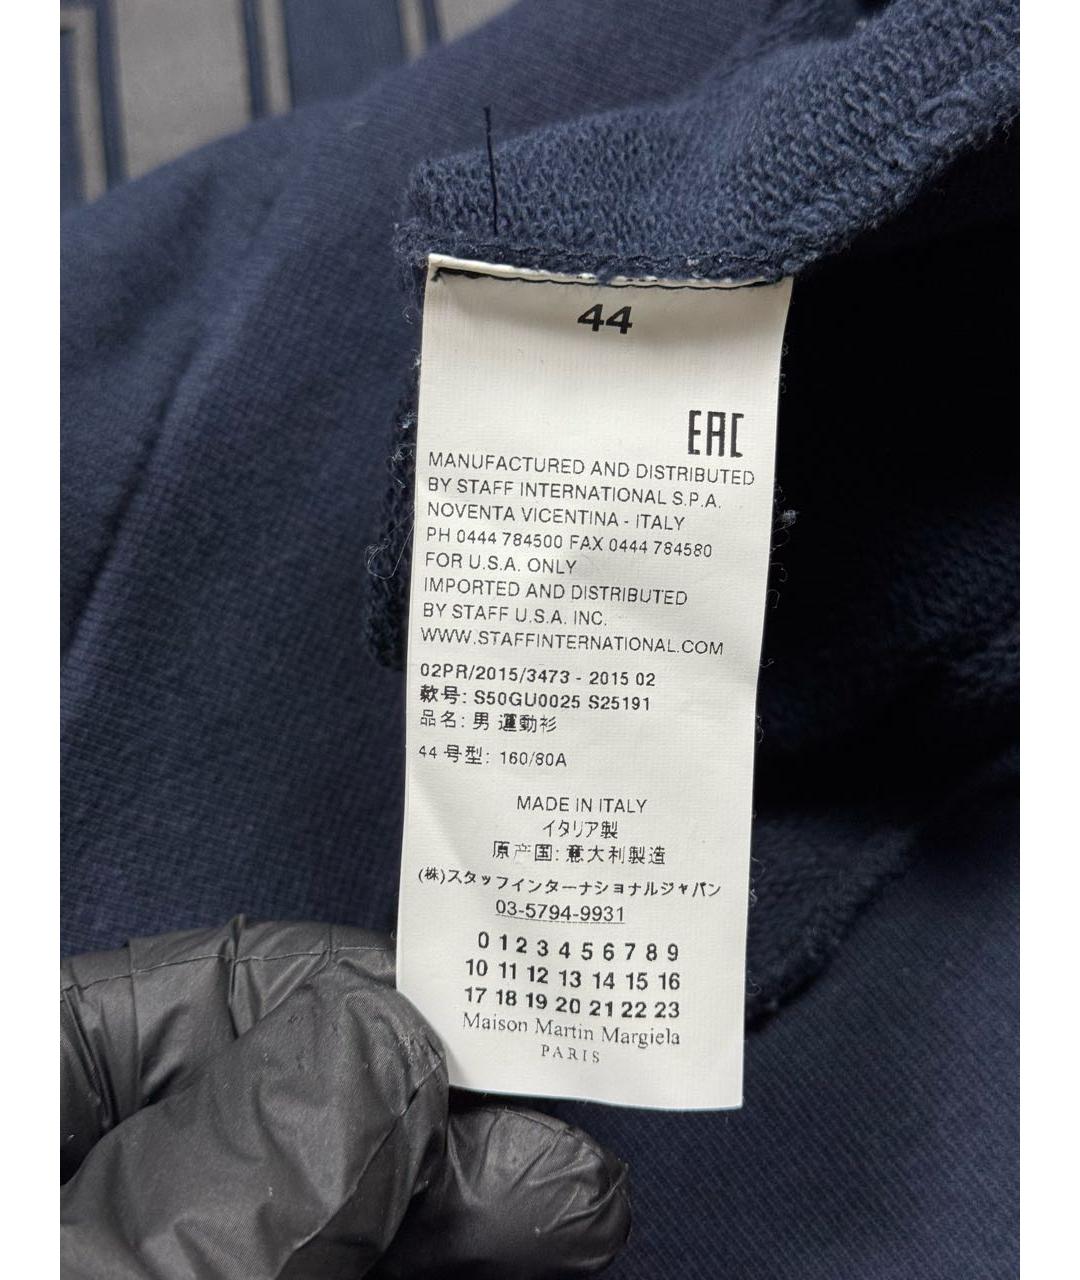 44
EAC
MANUFACTURED AND DISTRIBUTED
BY STAFF INTERNATIONAL S.P.A.
NOVENTA VICENTINA - ITALY
PH 0444 784500 FAX 0444 784580
FOR U.S.A. ONLY
IMPORTED AND DISTRIBUTED
BY STAFF U.S.A. INC.
WWW.STAFFINTERNATIONAL.COM
02PR/2015/3473 - 2015 02
款号: S50GU0025 S25191
品名: 男 運動衫
44 号型: 160/80A
MADE IN ITALY
イタリア製
原产国: 意大利製造
(株)スタッフインターナショナルジャパン
03-5794-9931
0 1 2 3 4 5 6 7 8 9
10 11 12 13 14 15 16
17 18 19 20 21 22 23
Maison Martin Margiela
PARIS